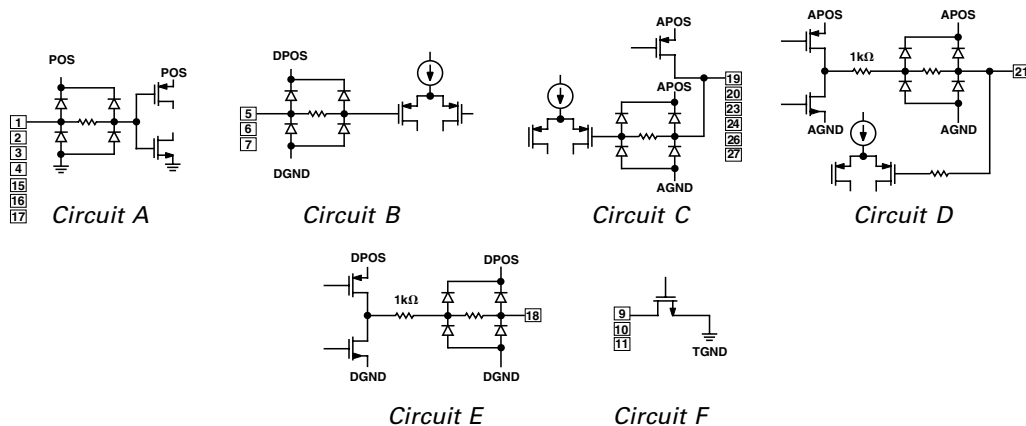 POS
POS
1
2
3
4
15
16
17
Circuit A
DPOS
5
6
7
DGND
Circuit B
APOS
19
20
23
24
26
27
APOS
AGND
Circuit C
APOS
APOS
1kΩ
21
AGND
AGND
Circuit D
DPOS
DPOS
1kΩ
18
DGND
DGND
Circuit E
9
10
11
TGND
Circuit F